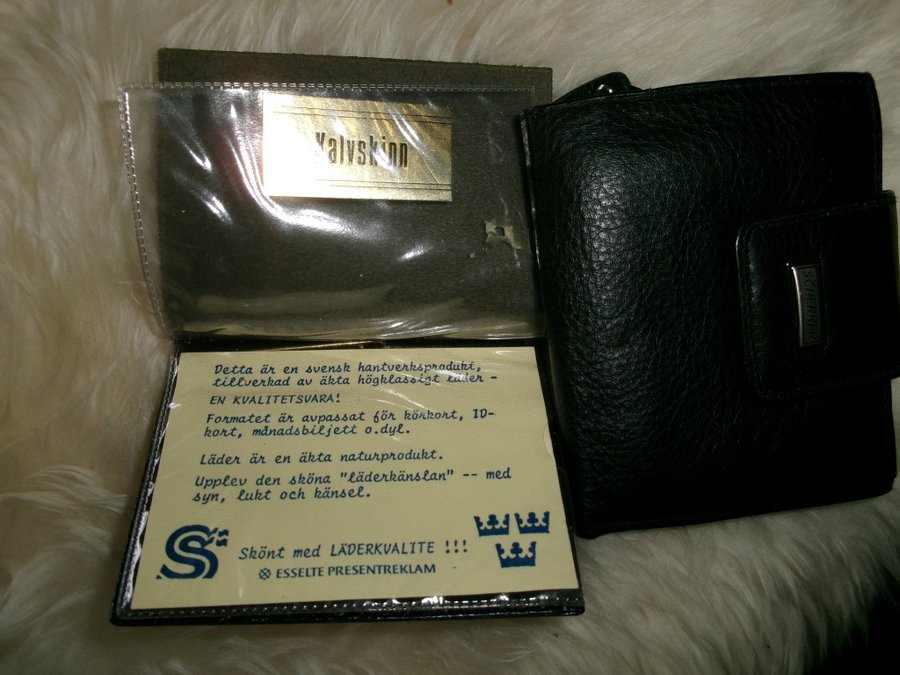 Kalvskinn
Detta är en svensk hantverksprodukt,
tillverkad av äkta högklassigt läder -
EN KVALITETSVARA!
Formatet är avpassat för körkort, ID-
kort, månadsbiljett o.dyl.
Läder är en äkta naturprodukt.
Upplev den sköna "läderkänslan" -- med
syn, lukt och känsel.
S
Skönt med LÄDERKVALITE !!!
ESSELTE PRESENTREKLAM